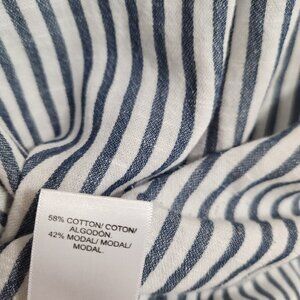 58% COTTON/ COTON/
ALGODÓN.
42% MODAL/ MODAL/
MODAL.